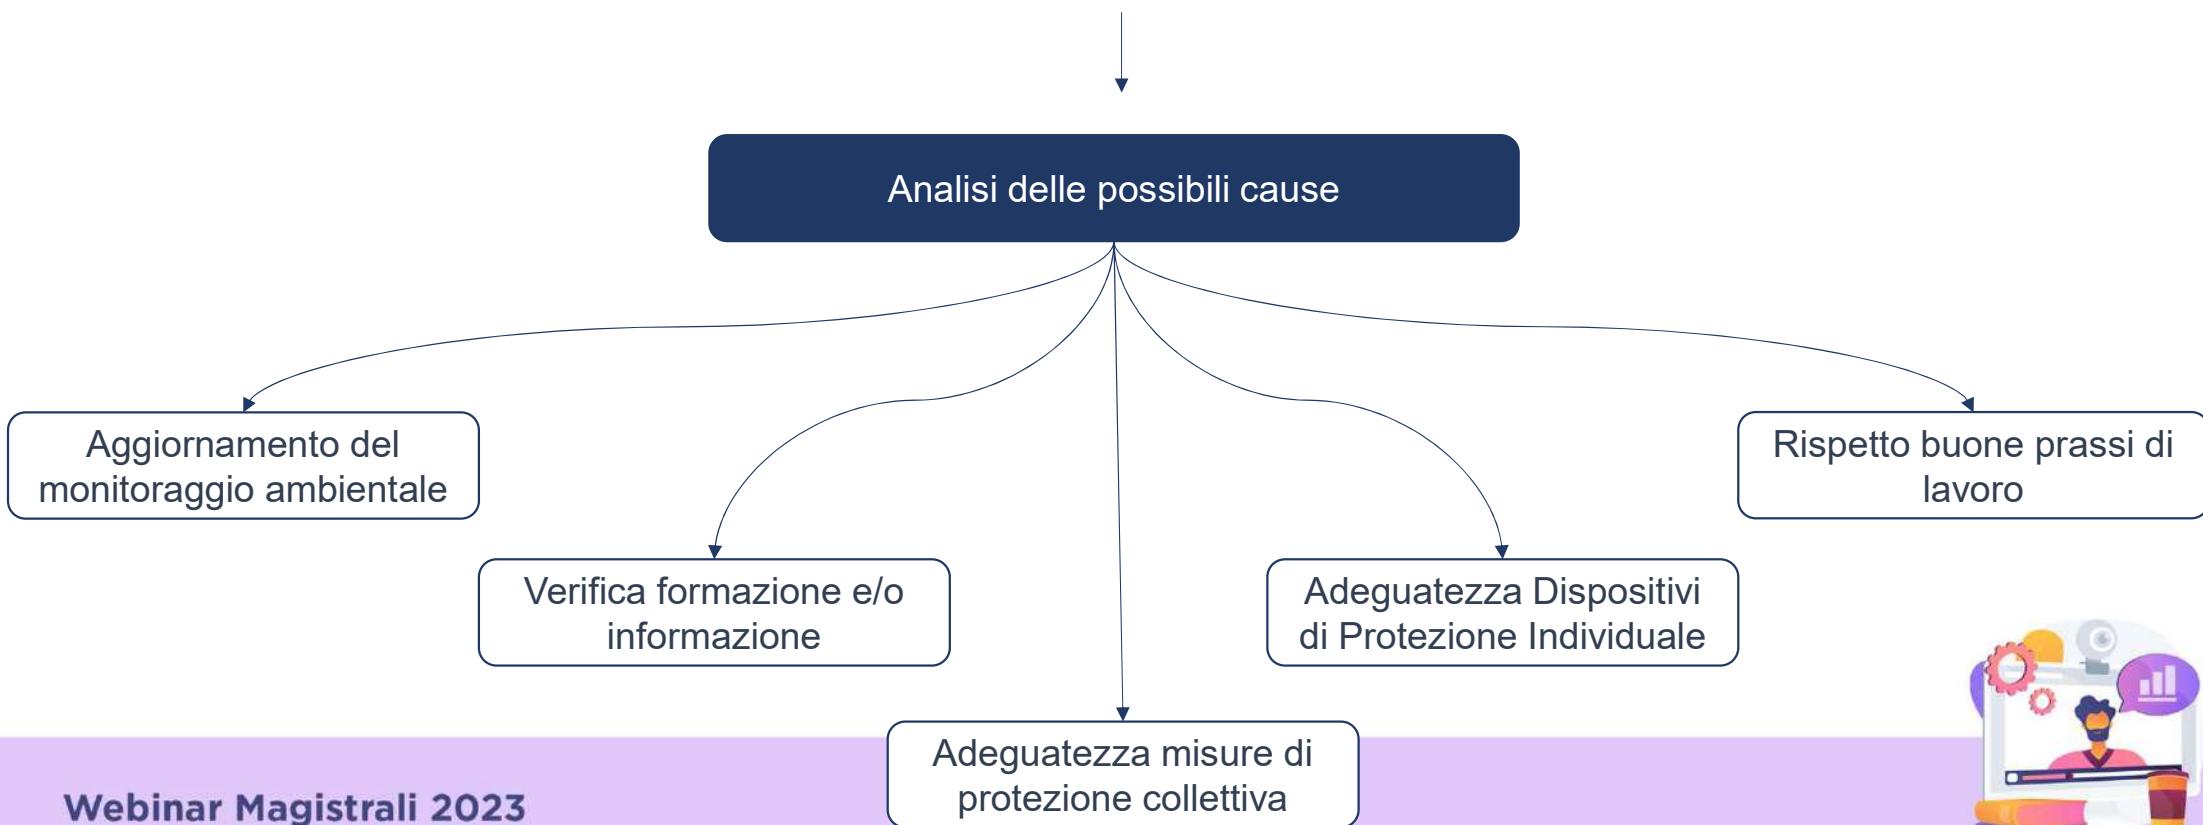 Analisi delle possibili cause
Aggiornamento del
monitoraggio ambientale
Rispetto buone prassi di
lavoro
Verifica formazione e/o
informazione
Adeguatezza Dispositivi
di Protezione Individuale
Adeguatezza misure di
protezione collettiva
Webinar Magistrali 2023